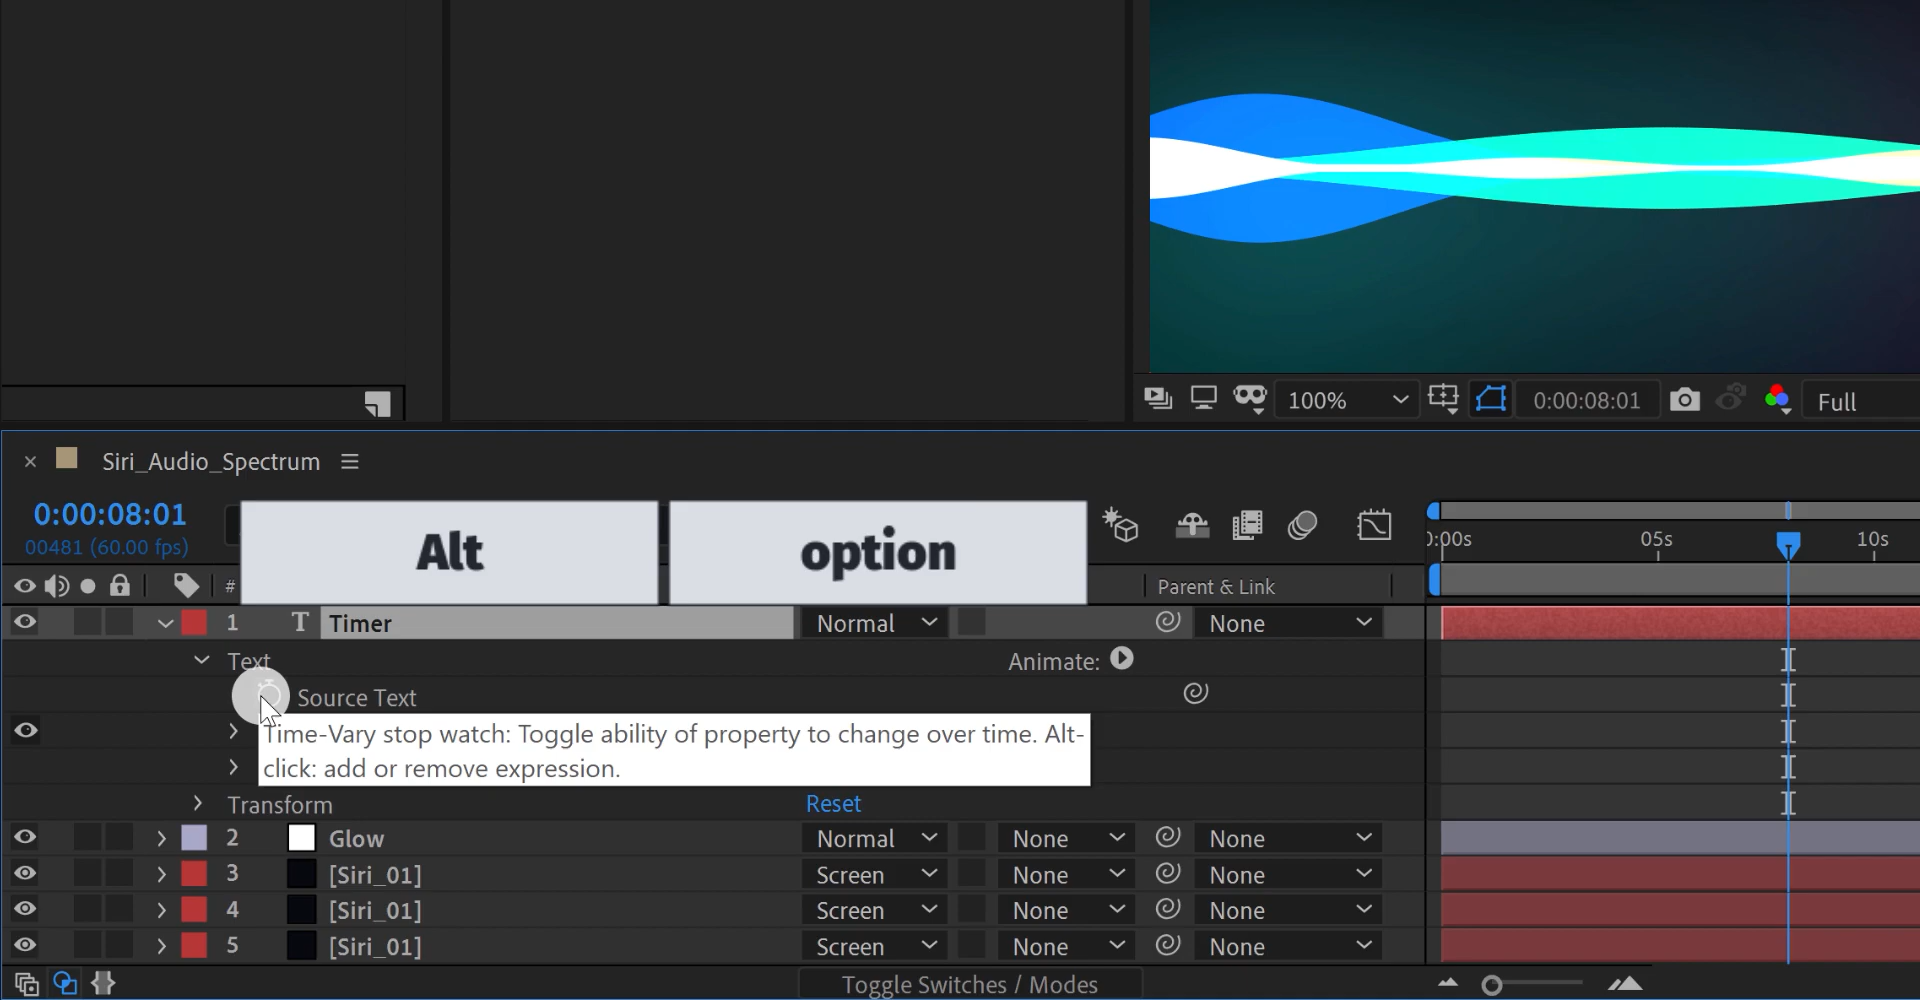 100%
0:00:08:01
Full
× Siri_Audio_Spectrum
0:00:08:01
00481 (60.00 fps)
Alt
option
#
Parent & Link
0:00s
05s
10s
1 T Timer Normal None
Text Animate:
Source Text
Time-Vary stop watch: Toggle ability of property to change over time. Alt-
click: add or remove expression.
Transform Reset
2 Glow Normal None None
3 [Siri_01] Screen None None
4 [Siri_01] Screen None None
5 [Siri_01] Screen None None
Toggle Switches / Modes